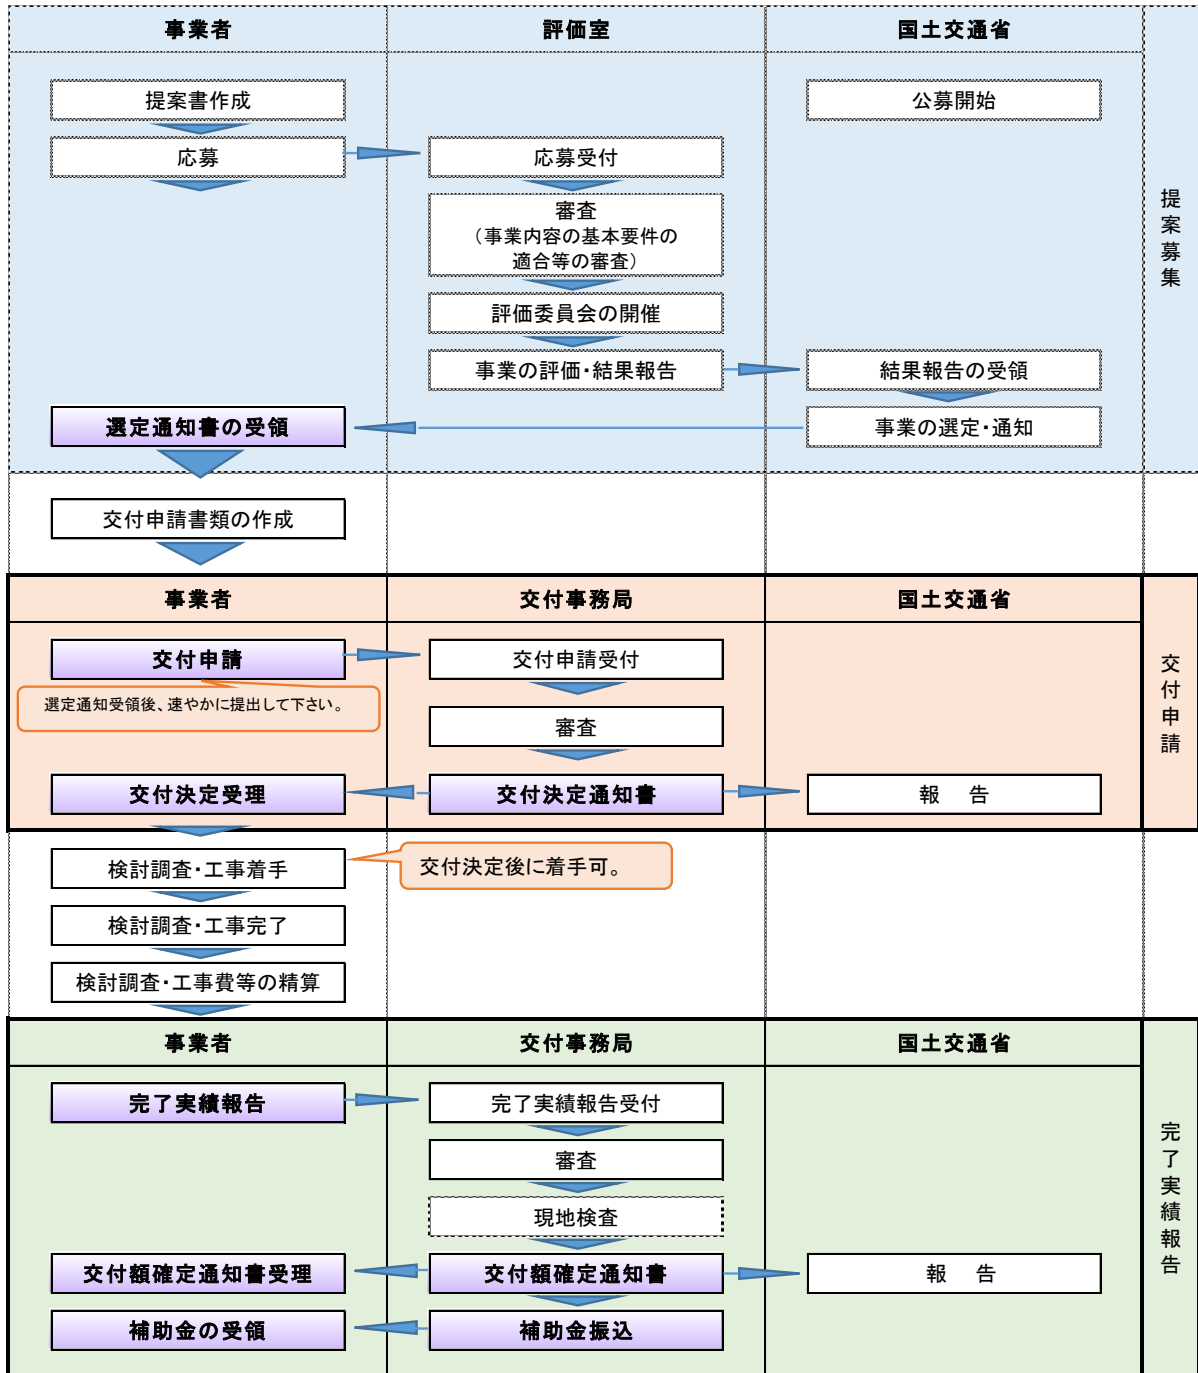 事業者
評価室
国土交通省
提案書作成
公募開始
応募
応募受付
審査
（事業内容の基本要件の
適合等の審査）
評価委員会の開催
事業の評価・結果報告
結果報告の受領
選定通知書の受領
事業の選定・通知
提案募集
交付申請書類の作成
事業者
交付事務局
国土交通省
交付申請
交付申請受付
選定通知受領後、速やかに提出して下さい。
審査
交付決定受理
交付決定通知書
報　告
交付申請
検討調査・工事着手
交付決定後に着手可。
検討調査・工事完了
検討調査・工事費等の精算
事業者
交付事務局
国土交通省
完了実績報告
完了実績報告受付
審査
現地検査
交付額確定通知書受理
交付額確定通知書
報　告
補助金の受領
補助金振込
完了実績報告